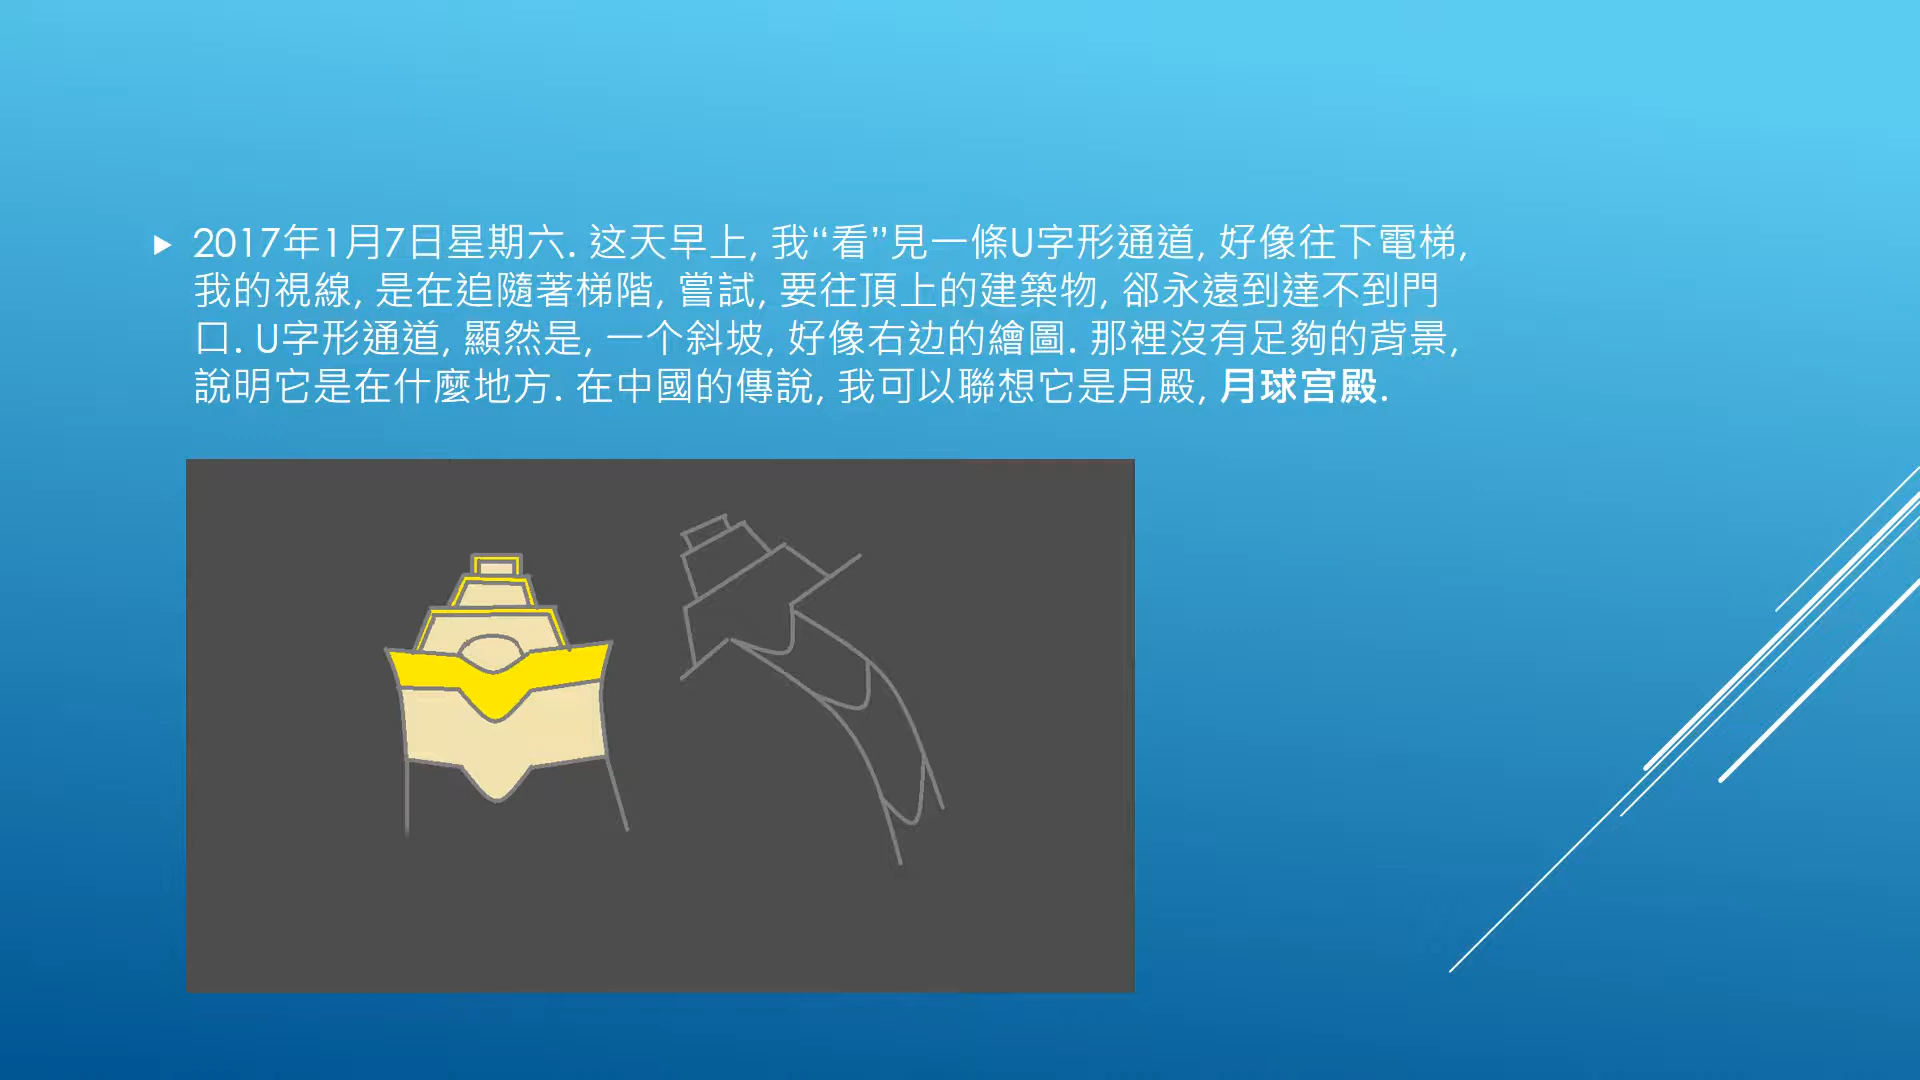 2017年1月7日星期六. 这天早上, 我“看”見一條U字形通道, 好像往下電梯,
我的視線, 是在追隨著梯階, 嘗試, 要往頂上的建築物, 郤永遠到達不到門
口. U字形通道, 顯然是, 一个斜坡, 好像右边的繪圖. 那裡沒有足夠的背景,
說明它是在什麼地方. 在中國的傳說, 我可以聯想它是月殿, 月球宫殿.